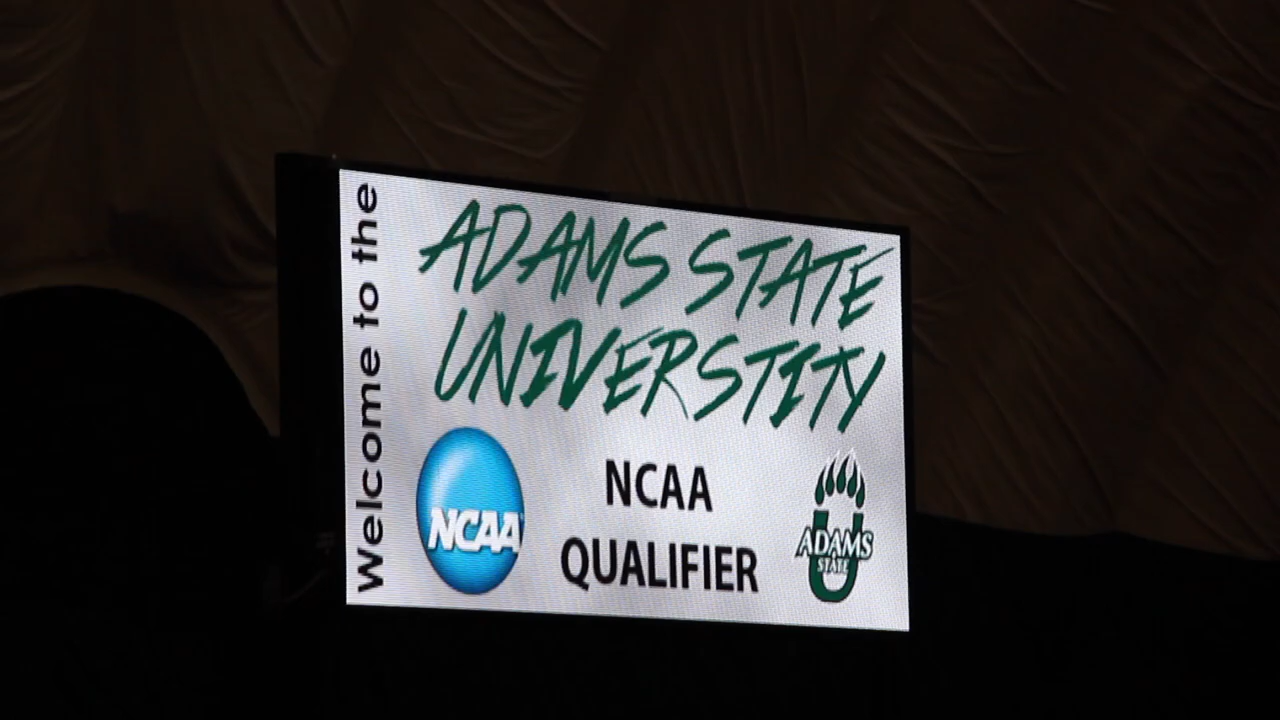 Welcome to the
ADAMS STATE
UNIVERSTITY
NCAA
NCAA
QUALIFIER
ADAMS
STATE